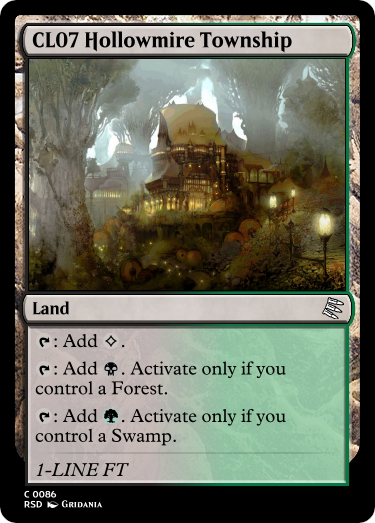 CL07 Hollowmire Township
Land
: Add .
: Add . Activate only if you
control a Forest.
: Add . Activate only if you
control a Swamp.
1-LINE FT
C 0086
RSD Gridania